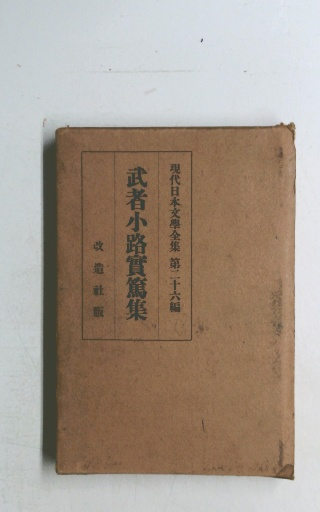 現代日本文學全集 第二十六編
武者小路實篤集
改造社版